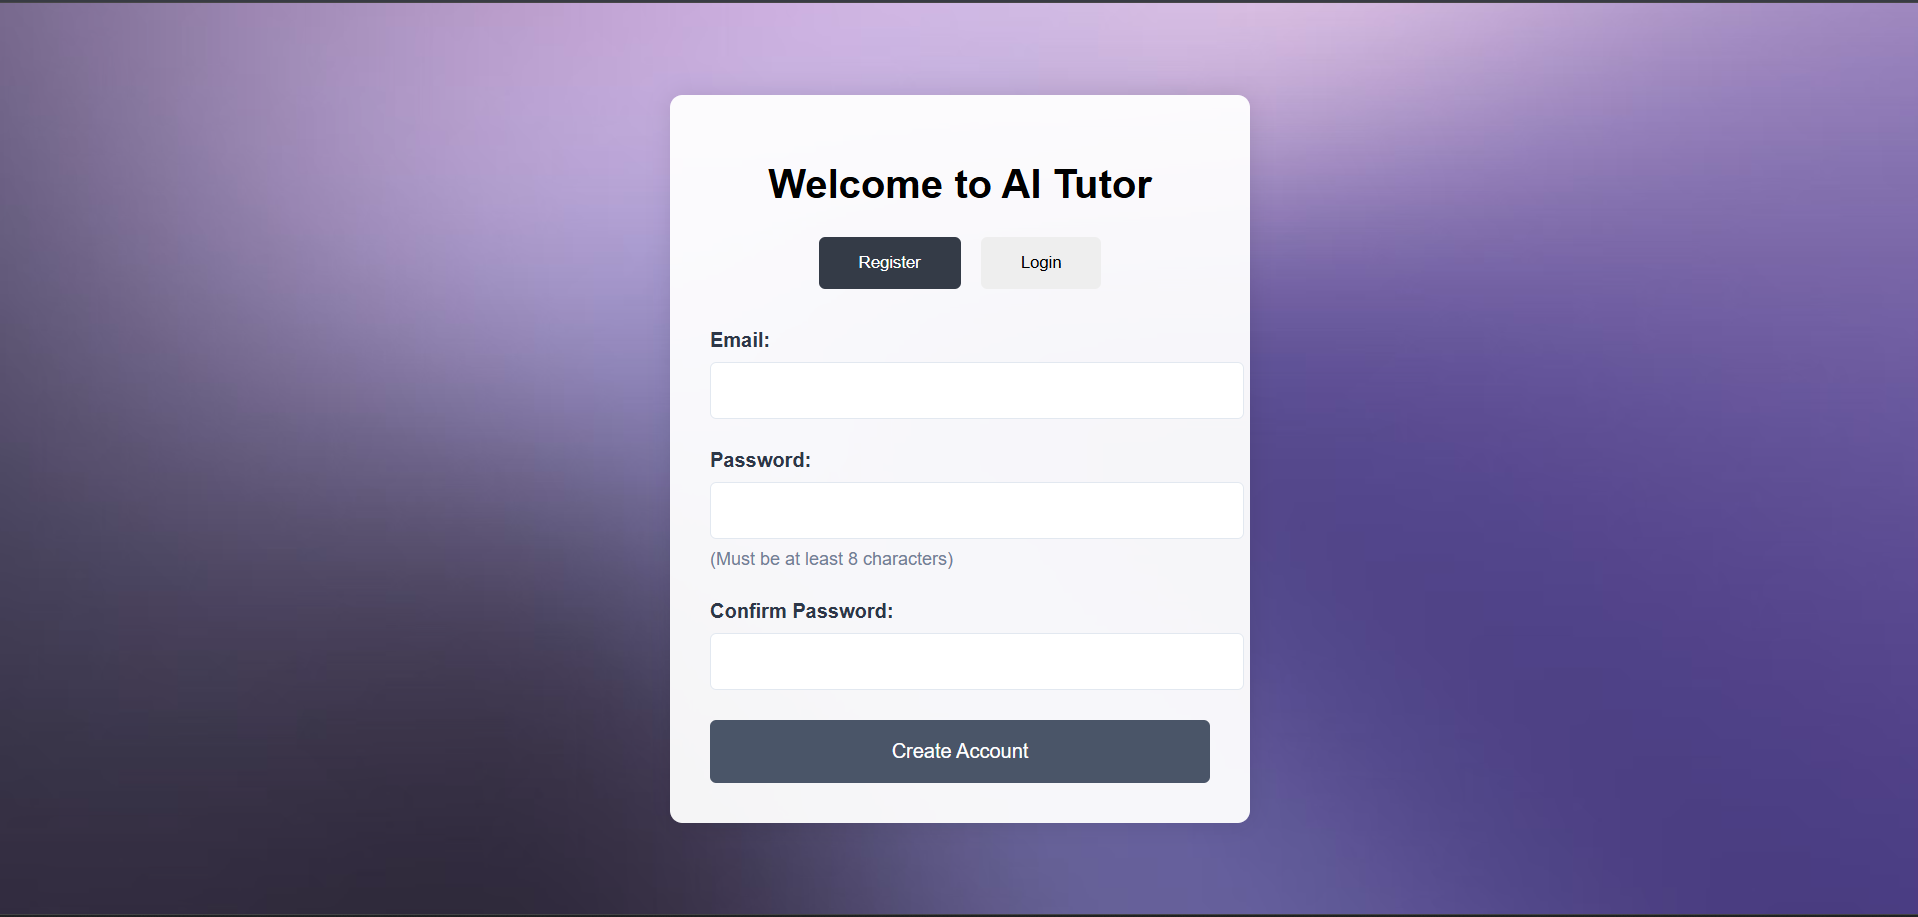 Welcome to AI Tutor
Register Login
Email:
Password:
(Must be at least 8 characters)
Confirm Password:
Create Account